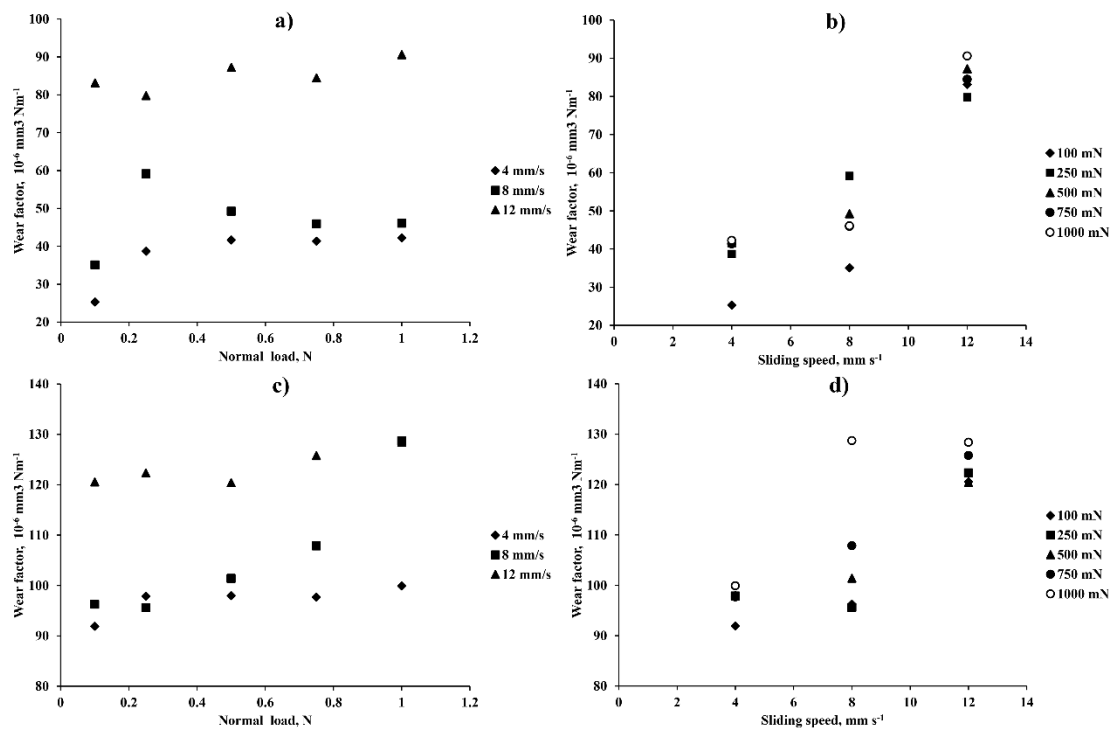 a)
Wear factor, 10⁻⁶ mm3 Nm⁻¹
100
90
80
70
60
50
40
30
20
0 0.2 0.4 0.6 0.8 1 1.2
Normal load, N
4 mm/s
8 mm/s
12 mm/s
b)
Wear factor, 10⁻⁶ mm3 Nm⁻¹
100
90
80
70
60
50
40
30
20
0 2 4 6 8 10 12 14
Sliding speed, mm s⁻¹
100 mN
250 mN
500 mN
750 mN
1000 mN
c)
Wear factor, 10⁻⁶ mm3 Nm⁻¹
140
130
120
110
100
90
80
0 0.2 0.4 0.6 0.8 1 1.2
Normal load, N
4 mm/s
8 mm/s
12 mm/s
d)
Wear factor, 10⁻⁶ mm3 Nm⁻¹
140
130
120
110
100
90
80
0 2 4 6 8 10 12 14
Sliding speed, mm s⁻¹
100 mN
250 mN
500 mN
750 mN
1000 mN